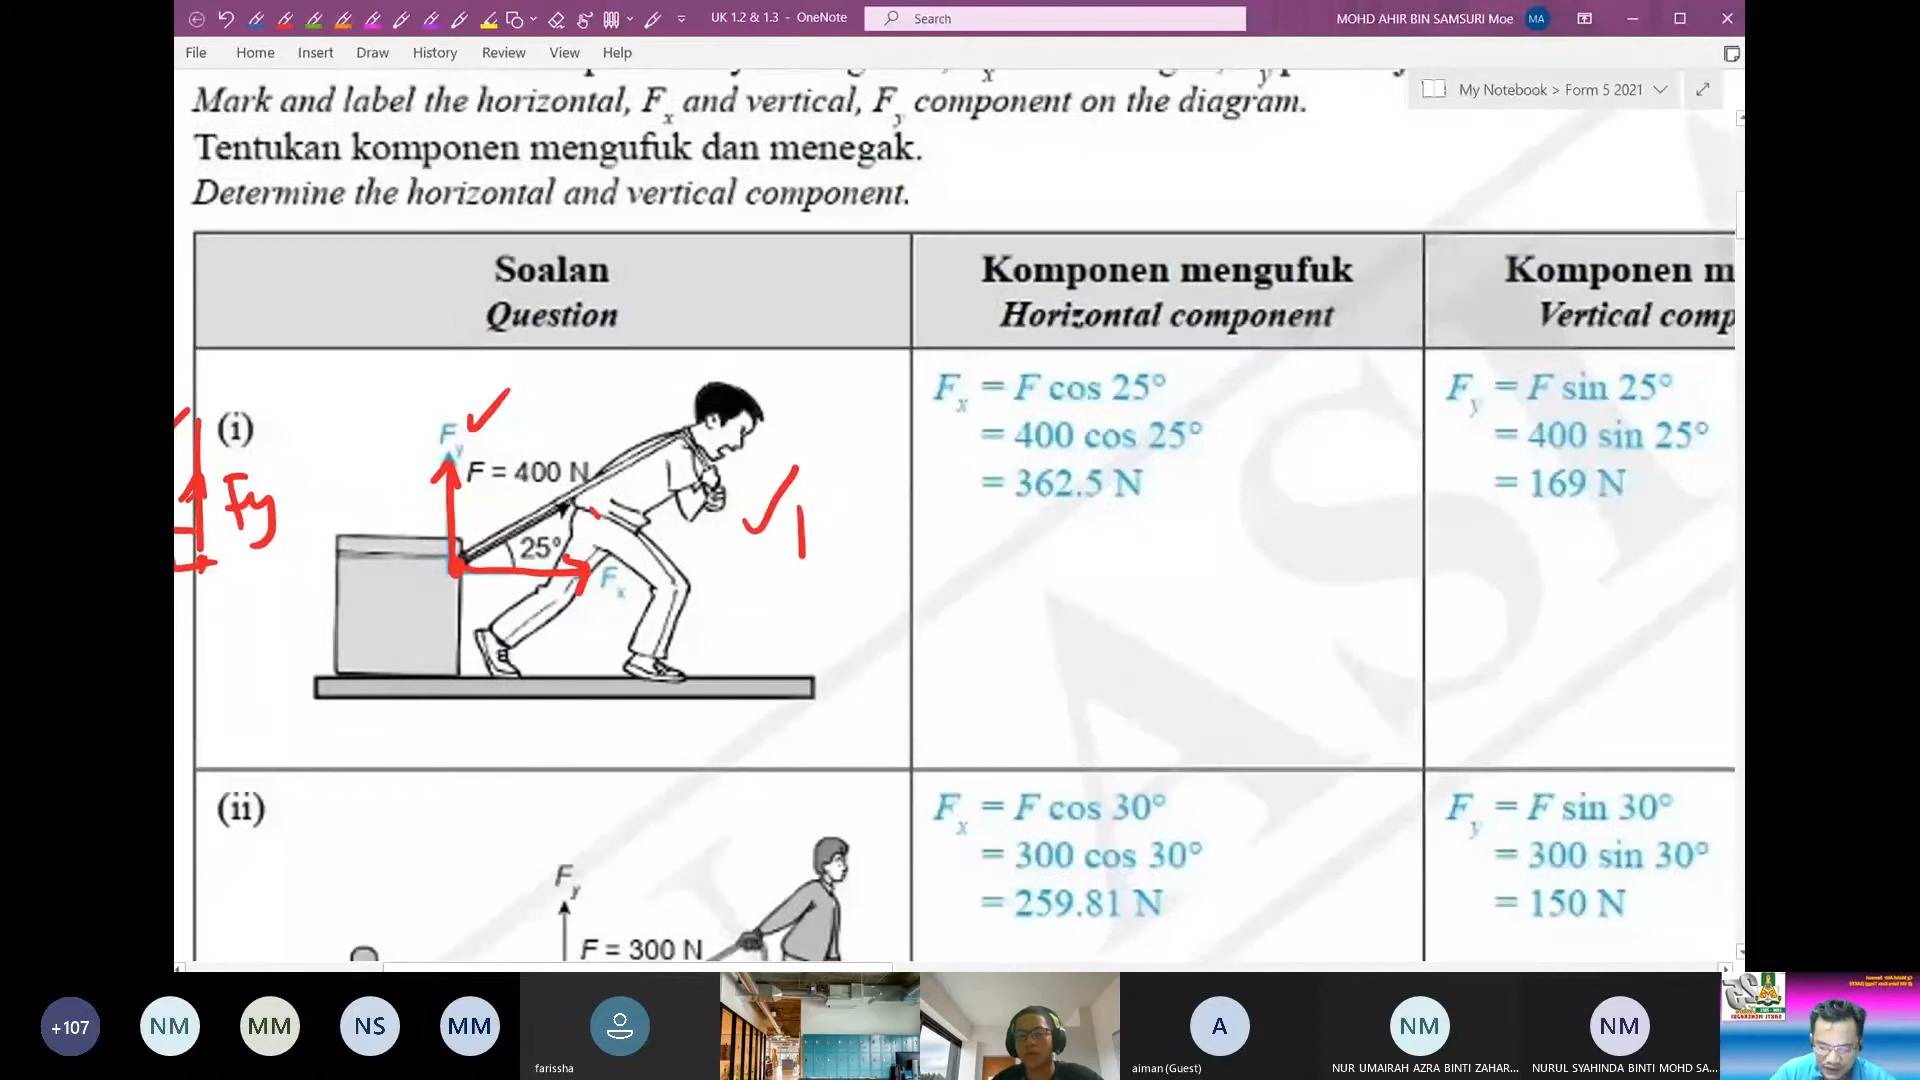 UK 1.2 & 1.3 - OneNote
Search
MOHD AHIR BIN SAMSURI Moe
MA
File Home Insert Draw History Review View Help
My Notebook > Form 5 2021
Mark and label the horizontal, Fx and vertical, Fy component on the diagram.
Tentukan komponen mengufuk dan menegak.
Determine the horizontal and vertical component.
Soalan
Question
Komponen mengufuk
Horizontal component
Komponen m
Vertical comp
(i)
Fy
F = 400 N
Fy
25°
Fx
Fx = F cos 25°
= 400 cos 25°
= 362.5 N
Fy = F sin 25°
= 400 sin 25°
= 169 N
(ii)
Fy
F = 300 N
Fx = F cos 30°
= 300 cos 30°
= 259.81 N
Fy = F sin 30°
= 300 sin 30°
= 150 N
+107
NM
MM
NS
MM
farissha
A
aiman (Guest)
NM
NUR UMAIRAH AZRA BINTI ZAHAR...
NM
NURUL SYAHINDA BINTI MOHD SA...